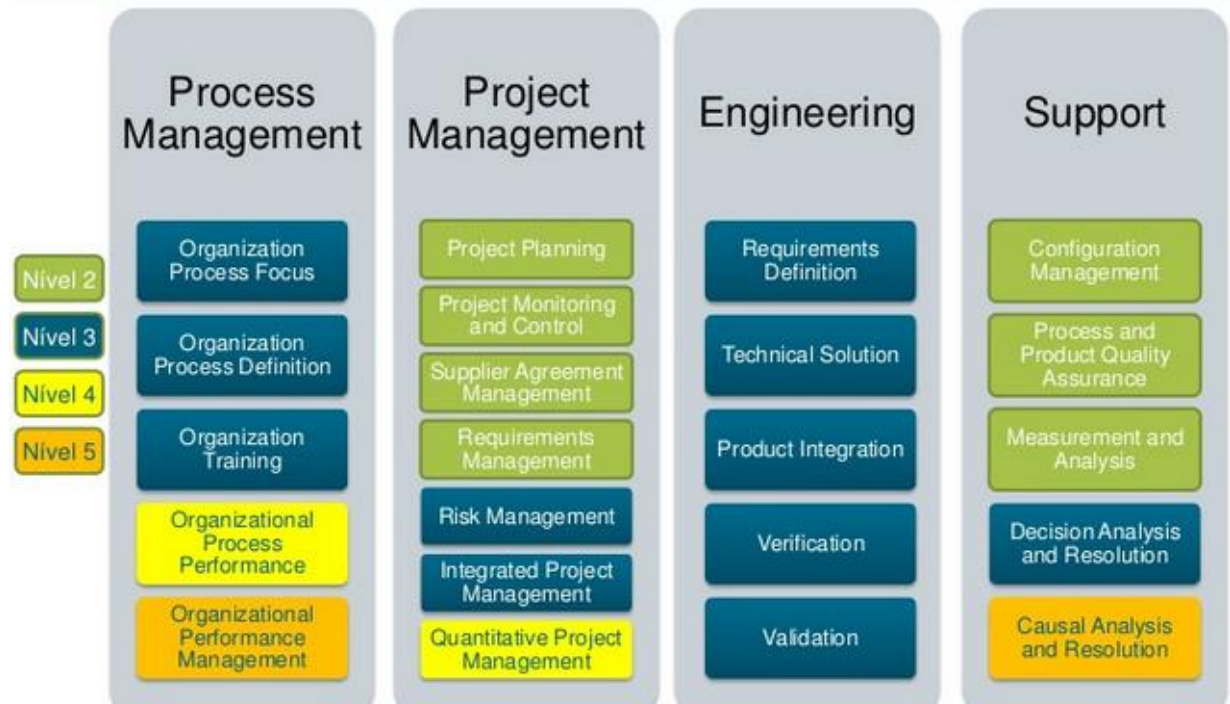 Process
Management
Project
Management
Engineering
Support
Nível 2
Nível 3
Nível 4
Nível 5
Organization
Process Focus
Organization
Process Definition
Organization
Training
Organizational
Process
Performance
Organizational
Performance
Management
Project Planning
Project Monitoring
and Control
Supplier Agreement
Management
Requirements
Management
Risk Management
Integrated Project
Management
Quantitative Project
Management
Requirements
Definition
Technical Solution
Product Integration
Verification
Validation
Configuration
Management
Process and
Product Quality
Assurance
Measurement and
Analysis
Decision Analysis
and Resolution
Causal Analysis
and Resolution